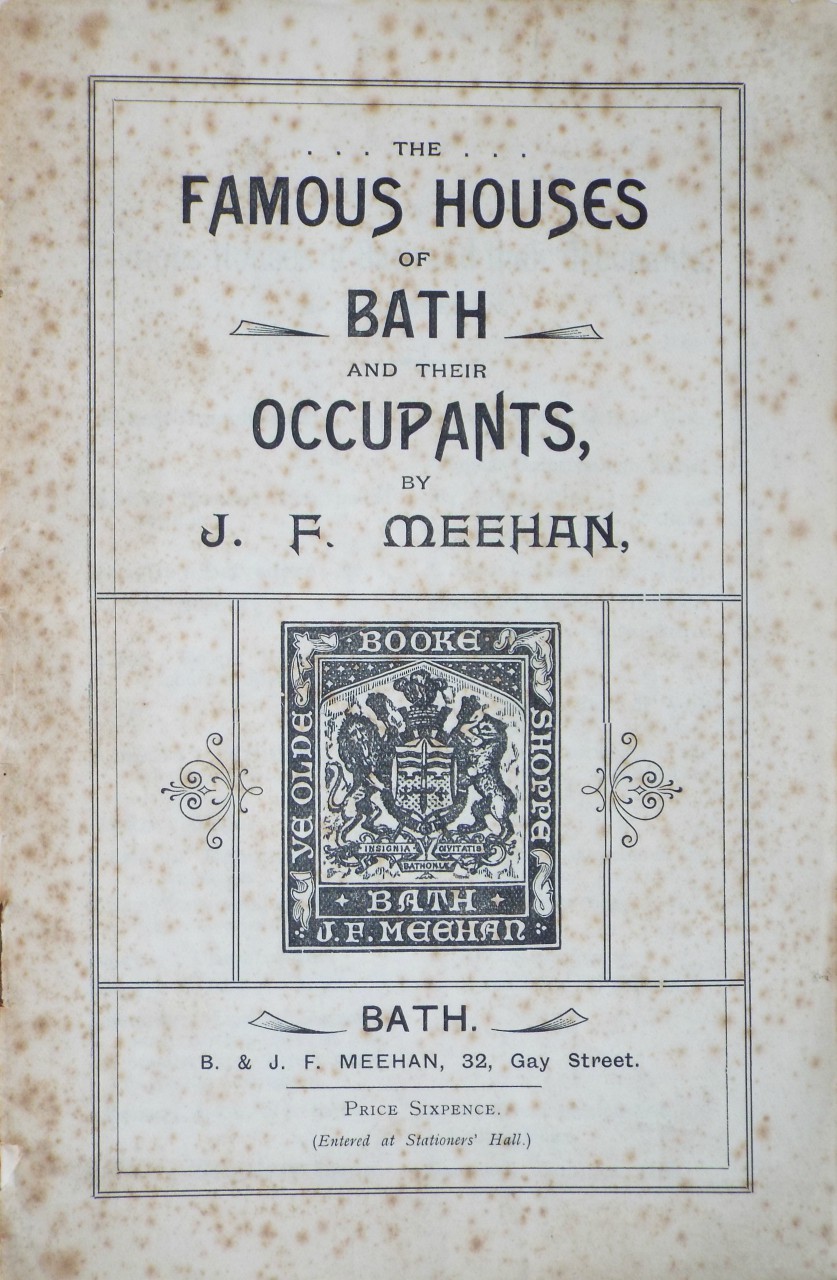 . . . THE . . .
FAMOUS HOUSES
OF
BATH
AND THEIR
OCCUPANTS,
BY
J. F. MEEHAN,
YE OLDE
BOOKE
SHOPPE
INSIGNIA CIVITATIS
BATHONIÆ
BATH
J. F. MEEHAN
BATH.
B. & J. F. MEEHAN, 32, Gay Street.
PRICE SIXPENCE.
(Entered at Stationers' Hall.)